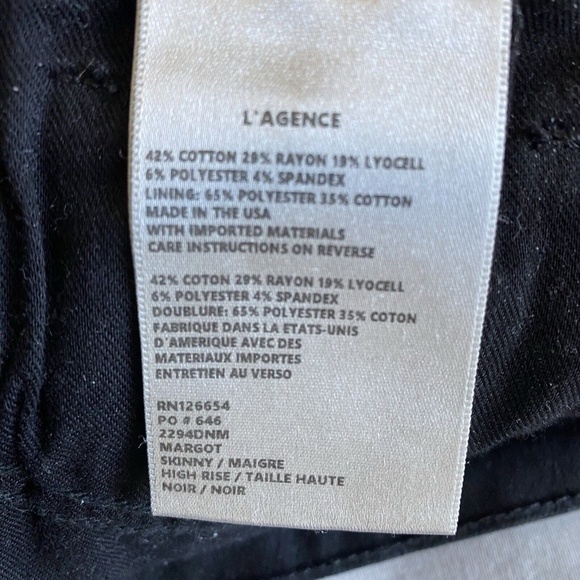 L'AGENCE
42% COTTON 29% RAYON 19% LYOCELL
6% POLYESTER 4% SPANDEX
LINING: 65% POLYESTER 35% COTTON
MADE IN THE USA
WITH IMPORTED MATERIALS
CARE INSTRUCTIONS ON REVERSE
42% COTON 29% RAYON 19% LYOCELL
6% POLYESTER 4% SPANDEX
DOUBLURE: 65% POLYESTER 35% COTON
FABRIQUE DANS LA ETATS-UNIS
D'AMERIQUE AVEC DES
MATERIAUX IMPORTES
ENTRETIEN AU VERSO
RN126654
PO # 646
2294DNM
MARGOT
SKINNY / MAIGRE
HIGH RISE / TAILLE HAUTE
NOIR / NOIR